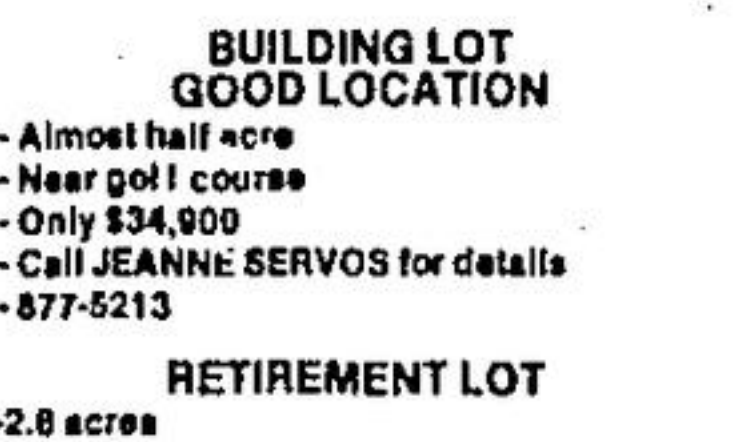 BUILDING LOT
GOOD LOCATION
- Almost half acre
- Near golf course
- Only $34,900
- Call JEANNE SERVOS for details
- 877-5213
RETIREMENT LOT
-2.8 acres